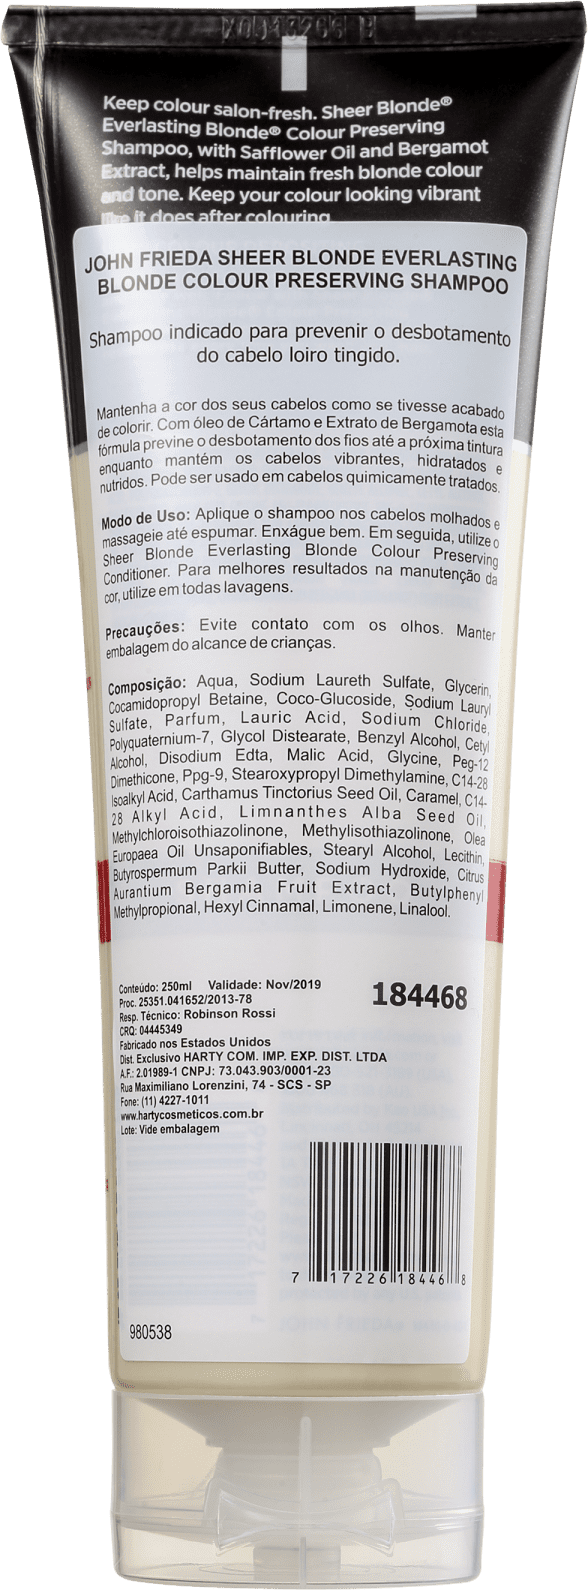 Keep colour salon-fresh. Sheer Blonde®
Everlasting Blonde® Colour Preserving
Shampoo, with Safflower Oil and Bergamot
Extract, helps maintain fresh blonde colour
and tone. Keep your colour looking vibrant
like it does after colouring
JOHN FRIEDA SHEER BLONDE EVERLASTING
BLONDE COLOUR PRESERVING SHAMPOO
Shampoo indicado para prevenir o desbotamento
do cabelo loiro tingido.
Mantenha a cor dos seus cabelos como se tivesse acabado
de colorir. Com óleo de Cártamo e Extrato de Bergamota esta
fórmula previne o desbotamento dos fios até a próxima tintura
enquanto mantém os cabelos vibrantes, hidratados e
nutridos. Pode ser usado em cabelos quimicamente tratados.
Modo de Uso: Aplique o shampoo nos cabelos molhados e
massageie até espumar. Enxágue bem. Em seguida, utilize o
Sheer Blonde Everlasting Blonde Colour Preserving
Conditioner. Para melhores resultados na manutenção da
cor, utilize em todas lavagens.
Precauções: Evite contato com os olhos. Manter
embalagem do alcance de crianças.
Composição: Aqua, Sodium Laureth Sulfate, Glycerin,
Cocamidopropyl Betaine, Coco-Glucoside, Sodium Lauryl
Sulfate, Parfum, Lauric Acid, Sodium Chloride,
Polyquaternium-7, Glycol Distearate, Benzyl Alcohol, Cetyl
Alcohol, Disodium Edta, Malic Acid, Glycine, Peg-12
Dimethicone, Ppg-9, Stearoxypropyl Dimethylamine, C14-28
Isoalkyl Acid, Carthamus Tinctorius Seed Oil, Caramel, C14-
28 Alkyl Acid, Limnanthes Alba Seed Oil,
Methylchloroisothiazolinone, Methylisothiazolinone, Olea
Europaea Oil Unsaponifiables, Stearyl Alcohol, Lecithin,
Butyrospermum Parkii Butter, Sodium Hydroxide, Citrus
Aurantium Bergamia Fruit Extract, Butylphenyl
Methylpropional, Hexyl Cinnamal, Limonene, Linalool.
Conteúdo: 250ml Validade: Nov/2019
Proc. 25351.041652/2013-78
184468
Resp. Técnico: Robinson Rossi
CRQ: 04445349
Fabricado nos Estados Unidos
Dist. Exclusivo HARTY COM. IMP. EXP. DIST. LTDA
A.F.: 2.01989-1 CNPJ: 73.043.903/0001-23
Rua Maximiliano Lorenzini, 74 - SCS - SP
Fone: (11) 4227-1011
www.hartycosmeticos.com.br
Lote: Vide embalagem
7 17226 18446 8
980538